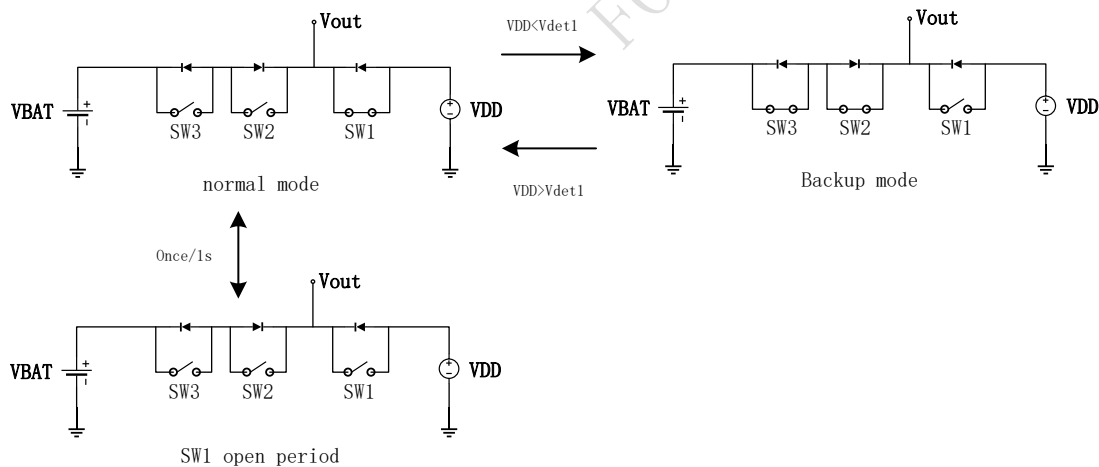 Vout
VBAT
+
-
SW3
SW2
SW1
+
-
VDD
normal mode
VDD<Vdet1
VDD>Vdet1
Vout
VBAT
+
-
SW3
SW2
SW1
+
-
VDD
Backup mode
Once/1s
Vout
VBAT
+
-
SW3
SW2
SW1
+
-
VDD
SW1 open period